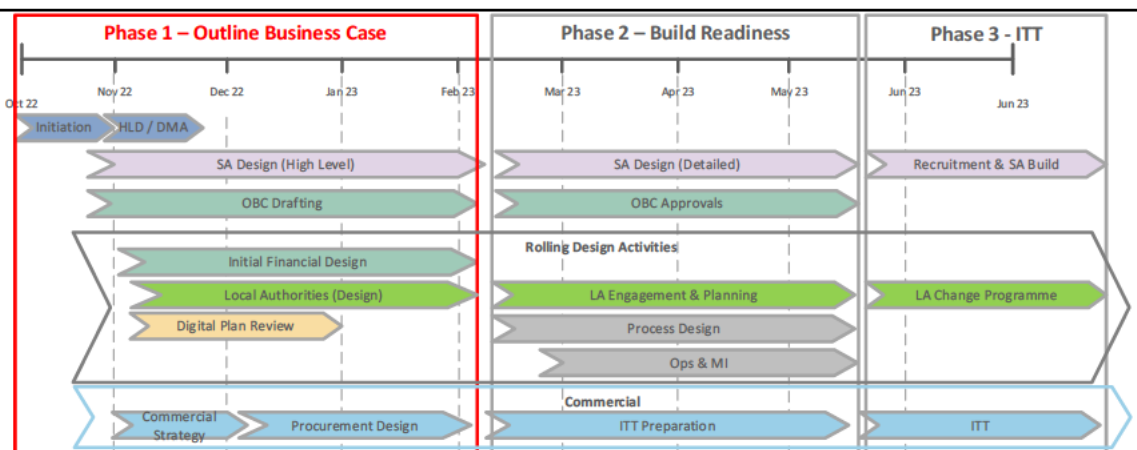 Phase 1 – Outline Business Case
Phase 2 – Build Readiness
Phase 3 - ITT
Oct 22
Nov 22
Dec 22
Jan 23
Feb 23
Mar 23
Apr 23
May 23
Jun 23
Jun 23
Initiation
HLD / DMA
SA Design (High Level)
SA Design (Detailed)
Recruitment & SA Build
OBC Drafting
OBC Approvals
Rolling Design Activities
Initial Financial Design
Local Authorities (Design)
LA Engagement & Planning
LA Change Programme
Digital Plan Review
Process Design
Ops & MI
Commercial
Commercial
Strategy
Procurement Design
ITT Preparation
ITT